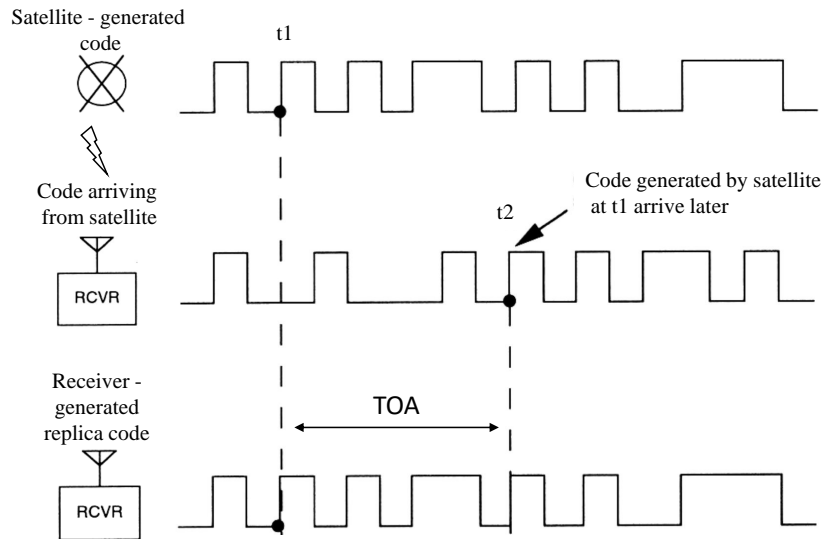 Satellite - generated
code
t1
Code arriving
from satellite
t2
Code generated by satellite
at t1 arrive later
RCVR
Receiver -
generated
replica code
TOA
RCVR